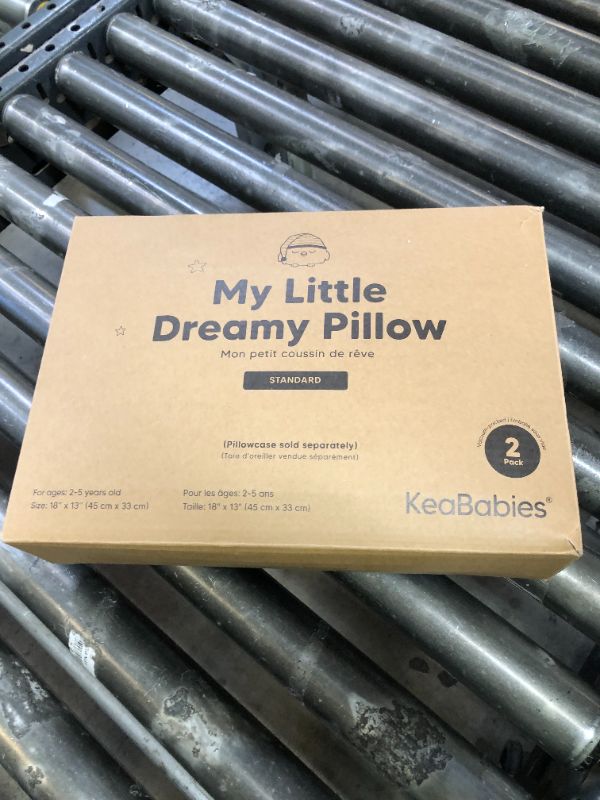 My Little
Dreamy Pillow
Mon petit coussin de rêve
STANDARD
(Pillowcase sold separately)
(Taie d'oreiller vendue séparément)
2
Pack
For ages: 2-5 years old
Size: 18" x 13" (45 cm x 33 cm)
Pour les âges: 2-5 ans
Taille: 18" x 13" (45 cm x 33 cm)
KeaBabies®